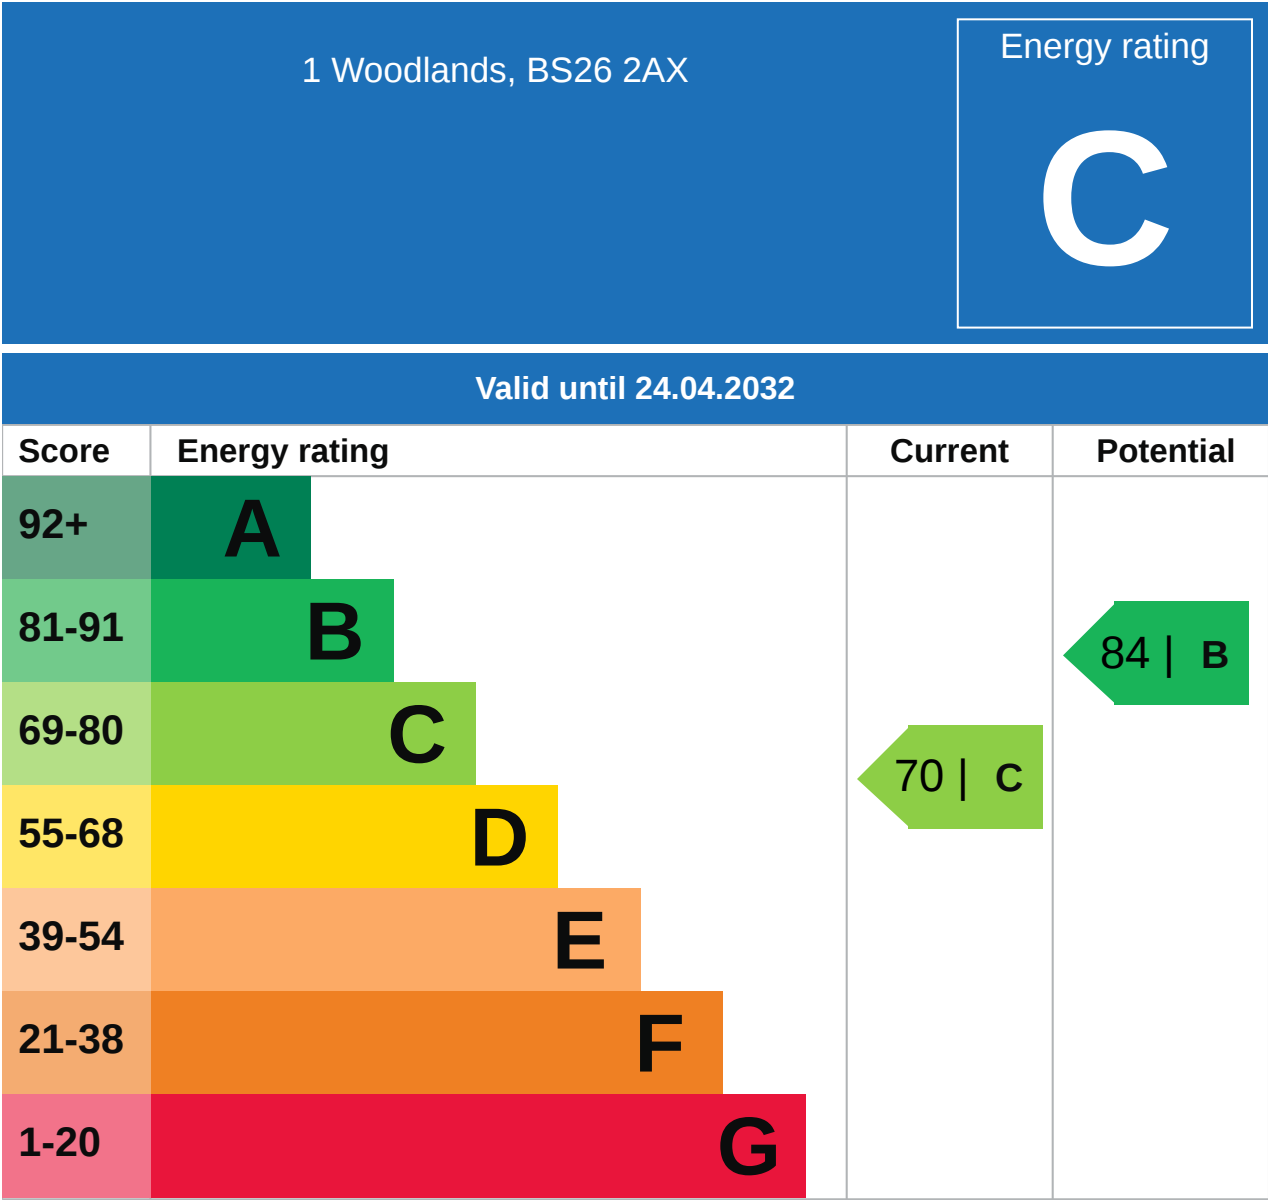 1 Woodlands, BS26 2AX
Energy rating
C
Valid until 24.04.2032
Score Energy rating Current Potential
92+ A
81-91 B
84 | B
69-80 C
70 | C
55-68 D
39-54 E
21-38 F
1-20 G